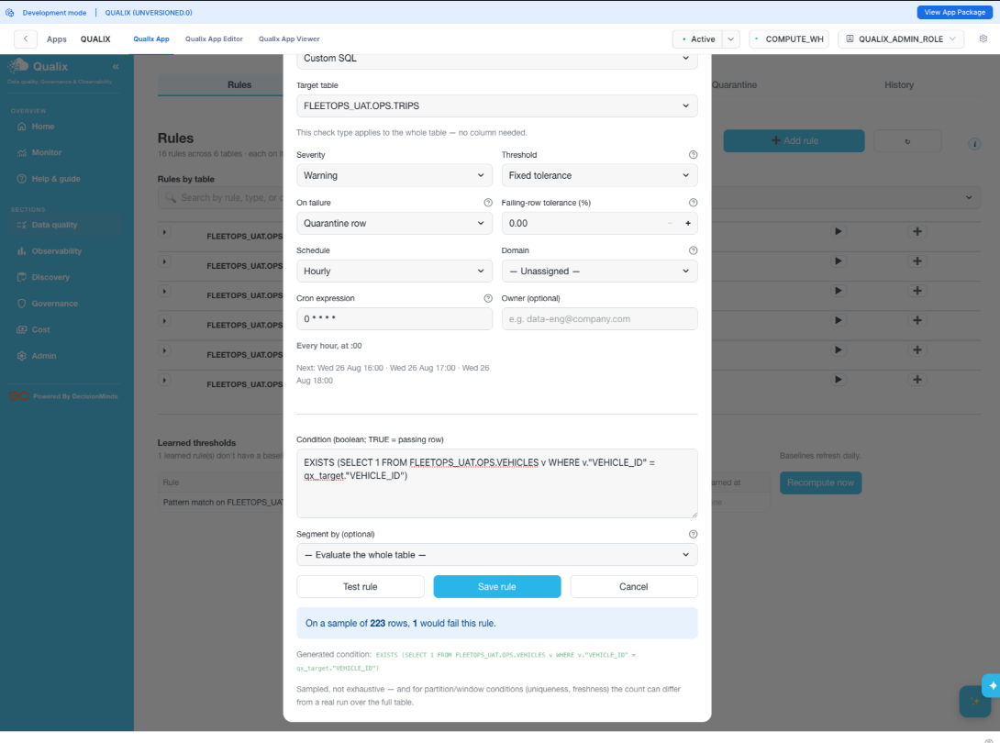 Development mode | QUALIX (UNVERSIONED.0) View App Package
Apps QUALIX Qualix App Qualix App Editor Qualix App Viewer Active COMPUTE_WH QUALIX_ADMIN_ROLE
Qualix
Data quality, Governance & Observability
OVERVIEW
Home
Monitor
Help & guide
SECTIONS
Data quality
Observability
Discovery
Governance
Cost
Admin
Powered By DecisionMinds
Rules Quarantine History
Rules
16 rules across 6 tables · each on
Add rule
Rules by table
Search by rule, type, or
FLEETOPS_UAT.OPS
FLEETOPS_UAT.OPS
FLEETOPS_UAT.OPS
FLEETOPS_UAT.OPS
FLEETOPS_UAT.OPS
FLEETOPS_UAT.OPS
Learned thresholds
1 learned rule(s) don't have a
Baselines refresh daily.
Rule
Recompute now
Pattern match on
Custom SQL
Target table
FLEETOPS_UAT.OPS.TRIPS
This check type applies to the whole table — no column needed.
Severity Threshold
Warning Fixed tolerance
On failure Failing-row tolerance (%)
Quarantine row 0.00 − +
Schedule Domain
Hourly — Unassigned —
Cron expression Owner (optional)
0 * * * * e.g. data-eng@company.com
Every hour, at :00
Next: Wed 26 Aug 16:00 · Wed 26 Aug 17:00 · Wed 26
Aug 18:00
Condition (boolean; TRUE = passing row)
EXISTS (SELECT 1 FROM FLEETOPS_UAT.OPS.VEHICLES v WHERE v."VEHICLE_ID" =
qx_target."VEHICLE_ID")
Segment by (optional)
— Evaluate the whole table —
Test rule Save rule Cancel
On a sample of 223 rows, 1 would fail this rule.
Generated condition: EXISTS (SELECT 1 FROM FLEETOPS_UAT.OPS.VEHICLES v WHERE v."VEHICLE_ID" =
qx_target."VEHICLE_ID")
Sampled, not exhaustive — and for partition/window conditions (uniqueness, freshness) the count can differ
from a real run over the full table.